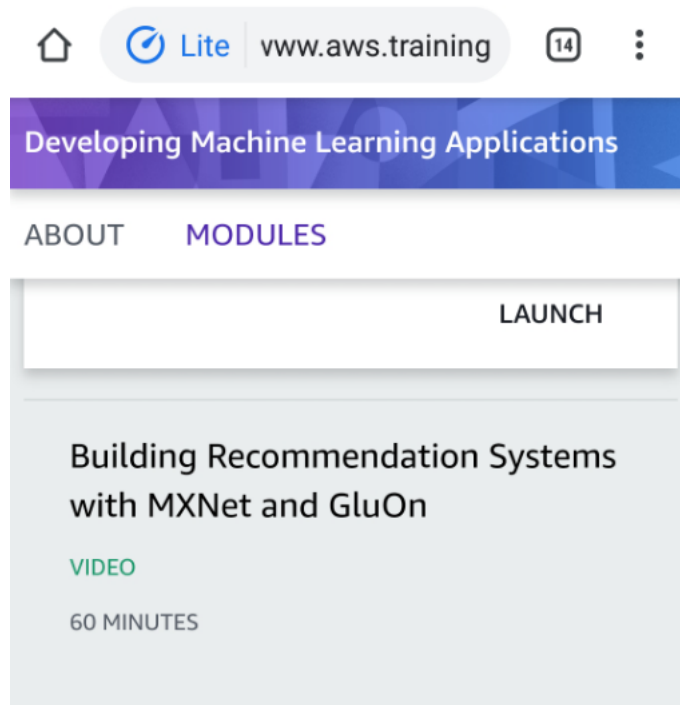 Lite vww.aws.training 14
Developing Machine Learning Applications
ABOUT MODULES
LAUNCH
Building Recommendation Systems
with MXNet and GluOn
VIDEO
60 MINUTES